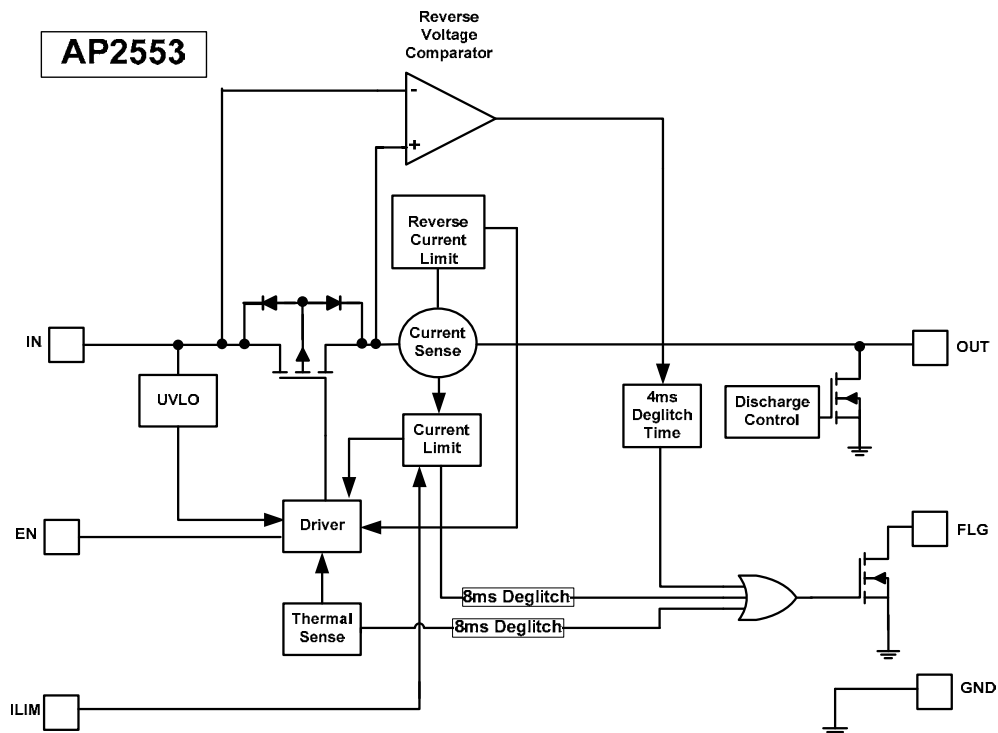 AP2553
Reverse
Voltage
Comparator
-
+
Reverse
Current
Limit
IN
Current
Sense
OUT
UVLO
4ms
Deglitch
Time
Discharge
Control
Current
Limit
EN
Driver
FLG
8ms Deglitch
Thermal
Sense
8ms Deglitch
ILIM
GND